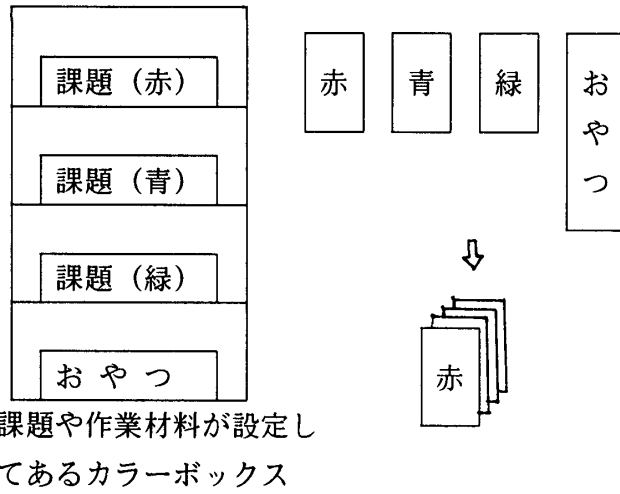 課題（赤）
課題（青）
課題（緑）
おやつ
課題や作業材料が設定し
てあるカラーボックス
赤
青
緑
おやつ
赤